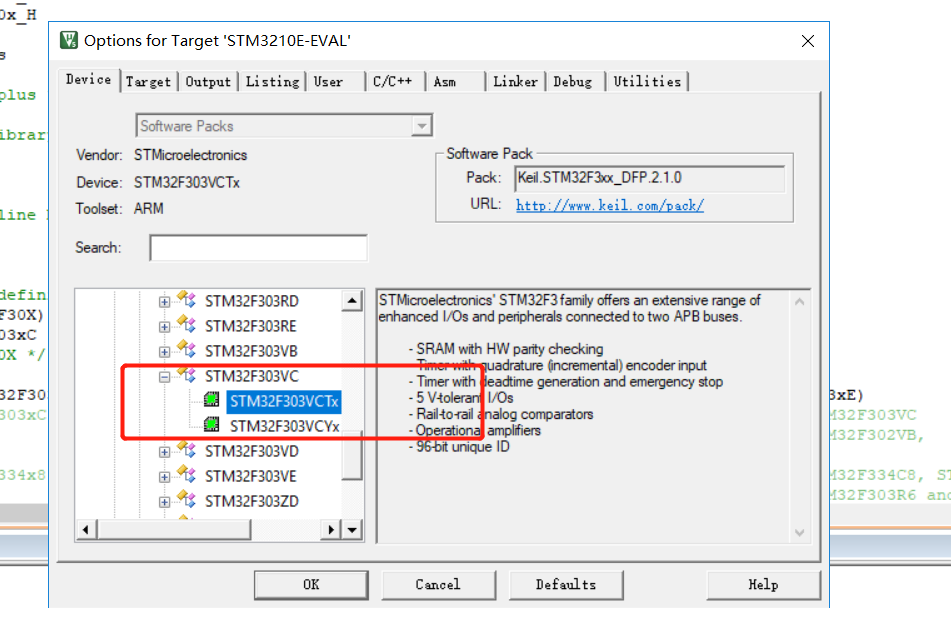 0x_H
Options for Target 'STM3210E-EVAL'
s
Device Target Output Listing User C/C++ Asm Linker Debug Utilities
plus
Software Packs
ibrar
Vendor: STMicroelectronics
Software Pack
Device: STM32F303VCTx
Pack: Keil.STM32F3xx_DFP.2.1.0
Toolset: ARM
URL: http://www.keil.com/pack/
line
Search:
defin
STM32F303RD
STM32F303RE
STM32F303VB
STM32F303VC
STM32F303VCTx
STM32F303VCYx
STM32F303VD
STM32F303VE
STM32F303ZD
STMicroelectronics' STM32F3 family offers an extensive range of
enhanced I/Os and peripherals connected to two APB buses.
- SRAM with HW parity checking
- Timer with quadrature (incremental) encoder input
- Timer with deadtime generation and emergency stop
- 5 V-tolerant I/Os
- Rail-to-rail analog comparators
- Operational amplifiers
- 96-bit unique ID
F30X)
03xC
0X */
32F30
3xE)
303xC
M32F303VC
M32F302VB,
334x8
M32F334C8, ST
M32F303R6 and
OK Cancel Defaults Help